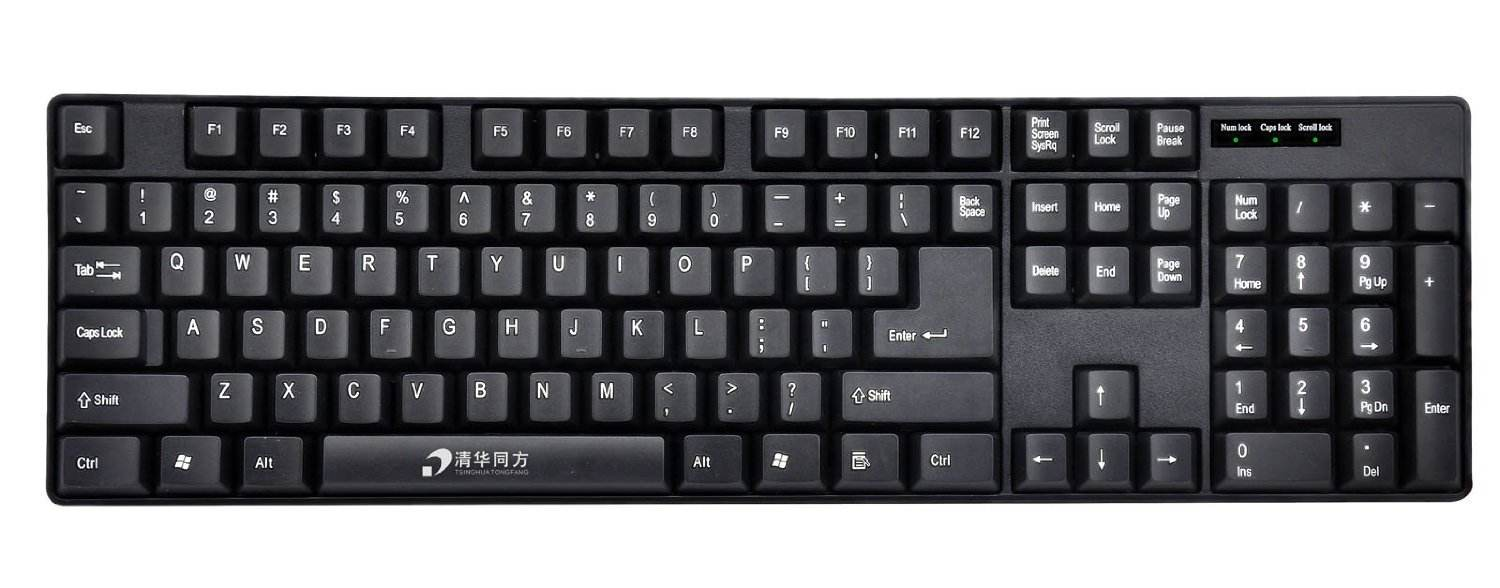 Esc F1 F2 F3 F4 F5 F6 F7 F8 F9 F10 F11 F12
Print
Screen
SysRq
Scroll
Lock
Pause
Break
Num lock Caps lock Scroll lock
~ ! @ # $ % ^ & * ( ) — + ¦
` 1 2 3 4 5 6 7 8 9 0 - = \
Back
Space
Insert Home
Page
Up
Num
Lock
/ * -
Tab Q W E R T Y U I O P { }
[ ]
Delete End
Page
Down
7 8 9
Home ↑ Pg Up
+
Caps Lock A S D F G H J K L : "
; '
Enter
4 5 6
← →
Shift Z X C V B N M < > ?
, . /
Shift
↑
1 2 3
End ↓ Pg Dn
Enter
Ctrl Alt
清华同方
TSINGHUA TONGFANG
Alt Ctrl
← ↓ →
0 .
Ins Del